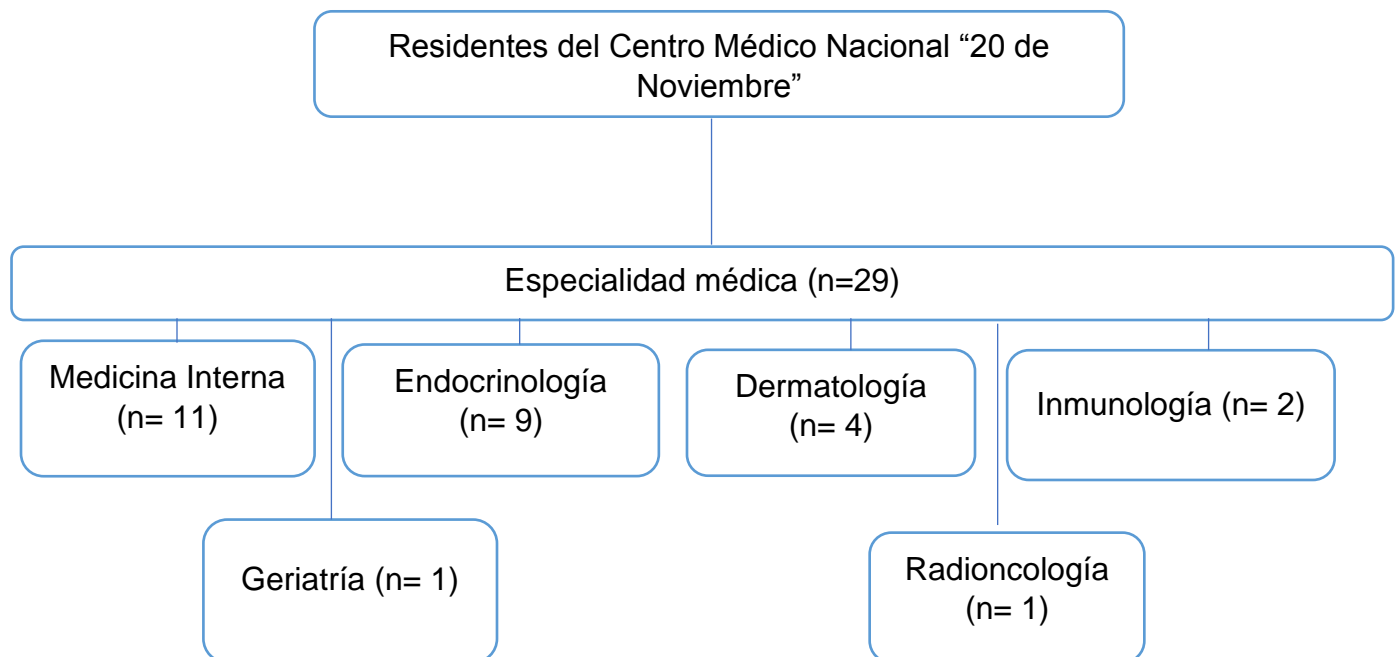 Residentes del Centro Médico Nacional “20 de
Noviembre”
Especialidad médica (n=29)
Medicina Interna
(n= 11)
Endocrinología
(n= 9)
Dermatología
(n= 4)
Inmunología (n= 2)
Geriatría (n= 1)
Radioncología
(n= 1)